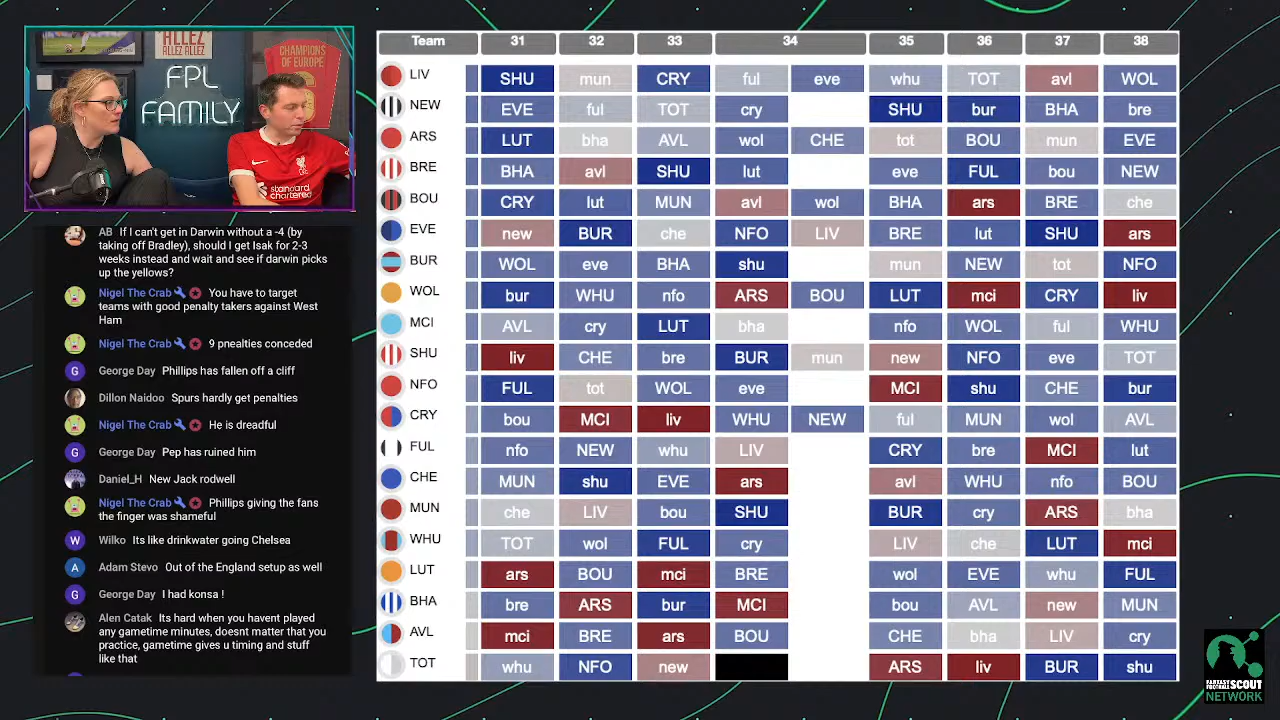 ALLEZ
ALLEZ ALLEZ
FPL
FAMILY
CHAMPIONS
OF EUROPE
standard
chartered
AB If I can't get in Darwin without a -4 (by
taking off Bradley), should I get Isak for 2-3
weeks instead and wait and see if darwin picks
up the yellows?
Nigel The Crab You have to target
teams with good penalty takers against West
Ham
Nigel The Crab 9 pnealties conceded
G George Day Phillips has fallen off a cliff
Dillon Naidoo Spurs hardly get penalties
Nigel The Crab He is dreadful
G George Day Pep has ruined him
Daniel_H New Jack rodwell
Nigel The Crab Phillips giving the fans
the finger was shameful
W Wilko Its like drinkwater going Chelsea
Adam Stevo Out of the England setup as well
G George Day I had konsa !
Alen Catak Its hard when you havent played
any gametime minutes, doesnt matter that you
practice, gametime gives u timing and stuff
like that
Team 31 32 33 34 35 36 37 38
LIV SHU mun CRY ful eve whu TOT avl WOL
NEW EVE ful TOT cry SHU bur BHA bre
ARS LUT bha AVL wol CHE tot BOU mun EVE
BRE BHA avl SHU lut eve FUL bou NEW
BOU CRY lut MUN avl wol BHA ars BRE che
EVE new BUR che NFO LIV BRE lut SHU ars
BUR WOL eve BHA shu mun NEW tot NFO
WOL bur WHU nfo ARS BOU LUT mci CRY liv
MCI AVL cry LUT bha nfo WOL ful WHU
SHU liv CHE bre BUR mun new NFO eve TOT
NFO FUL tot WOL eve MCI shu CHE bur
CRY bou MCI liv WHU NEW ful MUN wol AVL
FUL nfo NEW whu LIV CRY bre MCI lut
CHE MUN shu EVE ars avl WHU nfo BOU
MUN che LIV bou SHU BUR cry ARS bha
WHU TOT wol FUL cry LIV che LUT mci
LUT ars BOU mci BRE wol EVE whu FUL
BHA bre ARS bur MCI bou AVL new MUN
AVL mci BRE ars BOU CHE bha LIV cry
TOT whu NFO new ARS liv BUR shu
FANTASY
FOOTBALL SCOUT
NETWORK